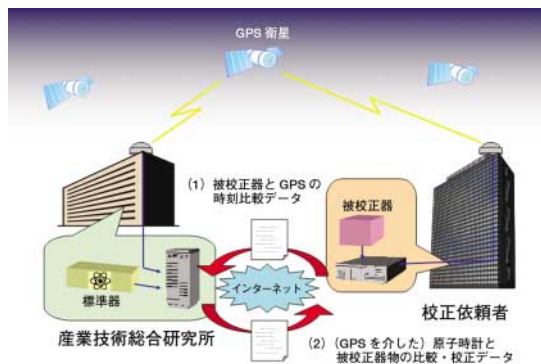 GPS 衛星
(1) 被校正器と GPS の
時刻比較データ
被校正器
標準器
インターネット
校正依頼者
産業技術総合研究所
(2) (GPS を介した) 原子時計と
被校正器物の比較・校正データ